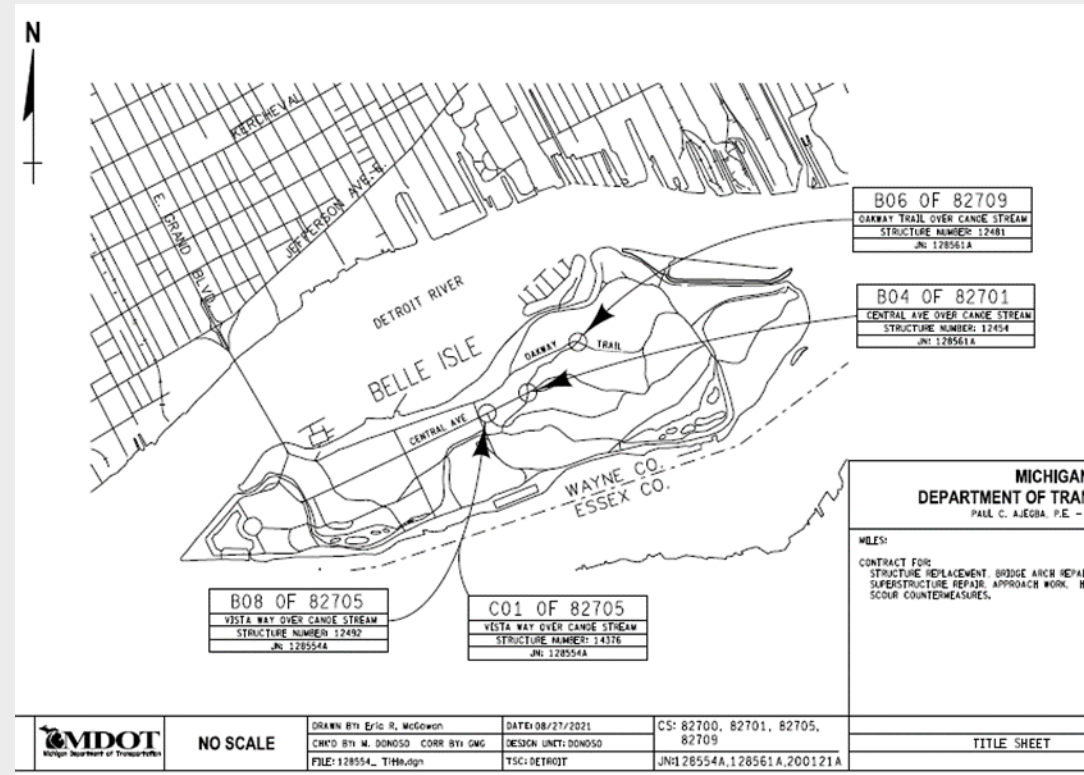 N
KERCHEVAL
E. GRAND BLVD
JEFFERSON AVE. E.
DETROIT RIVER
BELLE ISLE
OAKWAY TRAIL
CENTRAL AVE
WAYNE CO.
ESSEX CO.
B06 OF 82709
OAKWAY TRAIL OVER CANOE STREAM
STRUCTURE NUMBER: 12481
JN: 128561A
B04 OF 82701
CENTRAL AVE OVER CANOE STREAM
STRUCTURE NUMBER: 12454
JN: 128561A
B08 OF 82705
VISTA WAY OVER CANOE STREAM
STRUCTURE NUMBER: 12492
JN: 128554A
C01 OF 82705
VISTA WAY OVER CANOE STREAM
STRUCTURE NUMBER: 14376
JN: 128554A
MICHIGAN
DEPARTMENT OF TRAN
PAUL C. AJEGBA, P.E. -
MILES:
CONTRACT FOR:
STRUCTURE REPLACEMENT, BRIDGE ARCH REPAI
SUPERSTRUCTURE REPAIR, APPROACH WORK, H
SCOUR COUNTERMEASURES.
MDOT
Michigan Department of Transportation
NO SCALE
DRAWN BY: Eric R. McGowan
CHK'D BY: M. DONOSO CORR BY: GMG
FILE: 128554_ Title.dgn
DATE: 08/27/2021
DESIGN UNIT: DONOSO
TSC: DETROIT
CS: 82700, 82701, 82705,
82709
JN: 128554A,128561A,200121A
TITLE SHEET